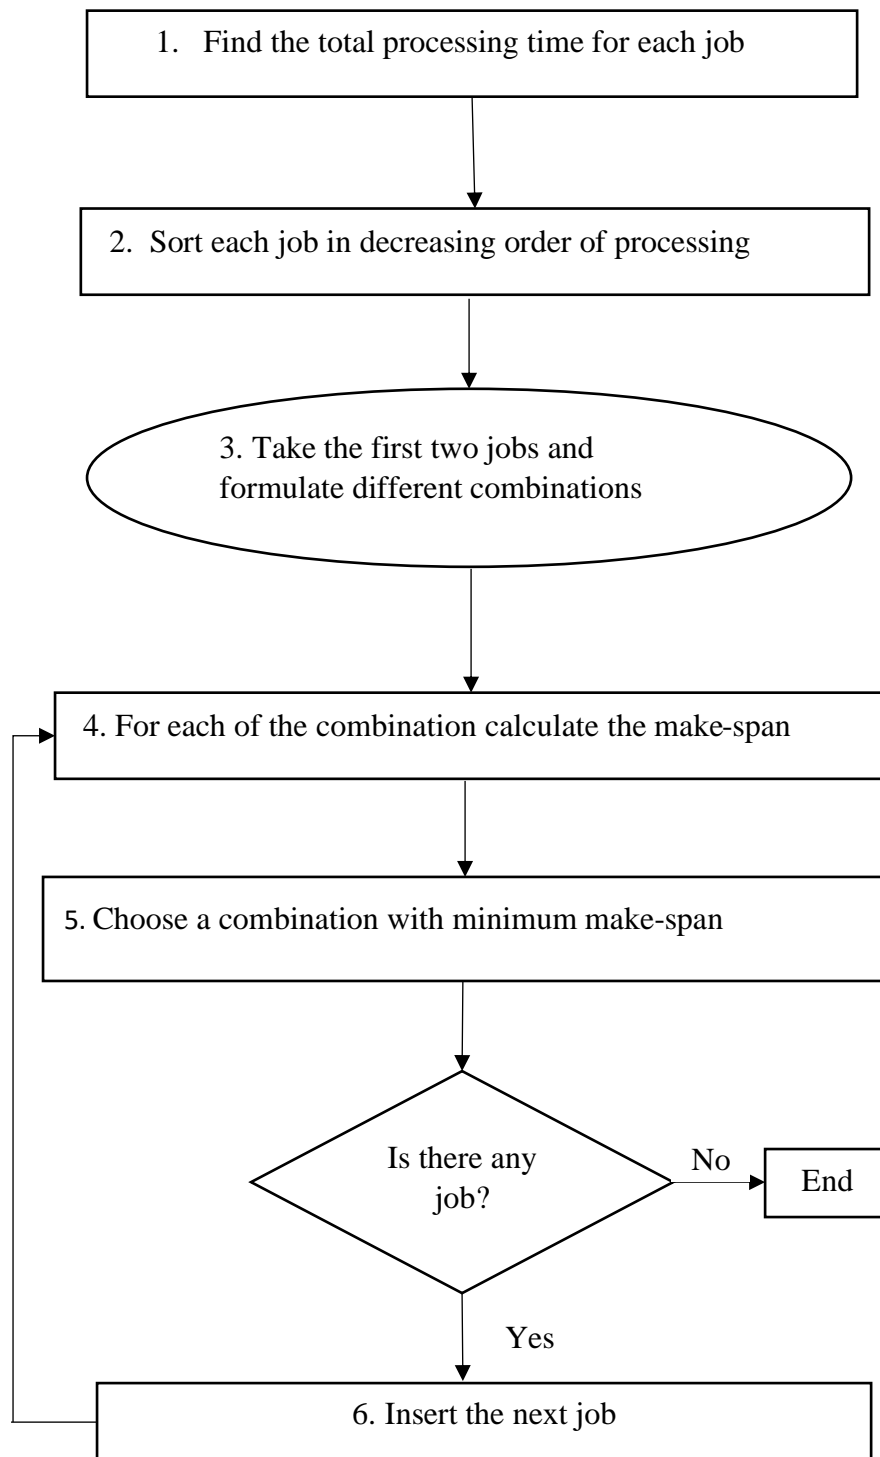 1. Find the total processing time for each job
2. Sort each job in decreasing order of processing
3. Take the first two jobs and
formulate different combinations
4. For each of the combination calculate the make-span
5. Choose a combination with minimum make-span
Is there any
job?
No
End
Yes
6. Insert the next job